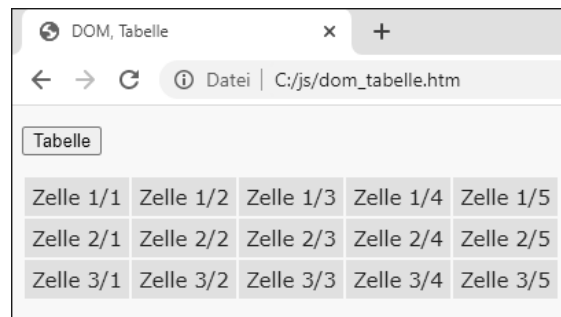 DOM, Tabelle
Datei | C:/js/dom_tabelle.htm
Tabelle
Zelle 1/1 Zelle 1/2 Zelle 1/3 Zelle 1/4 Zelle 1/5
Zelle 2/1 Zelle 2/2 Zelle 2/3 Zelle 2/4 Zelle 2/5
Zelle 3/1 Zelle 3/2 Zelle 3/3 Zelle 3/4 Zelle 3/5